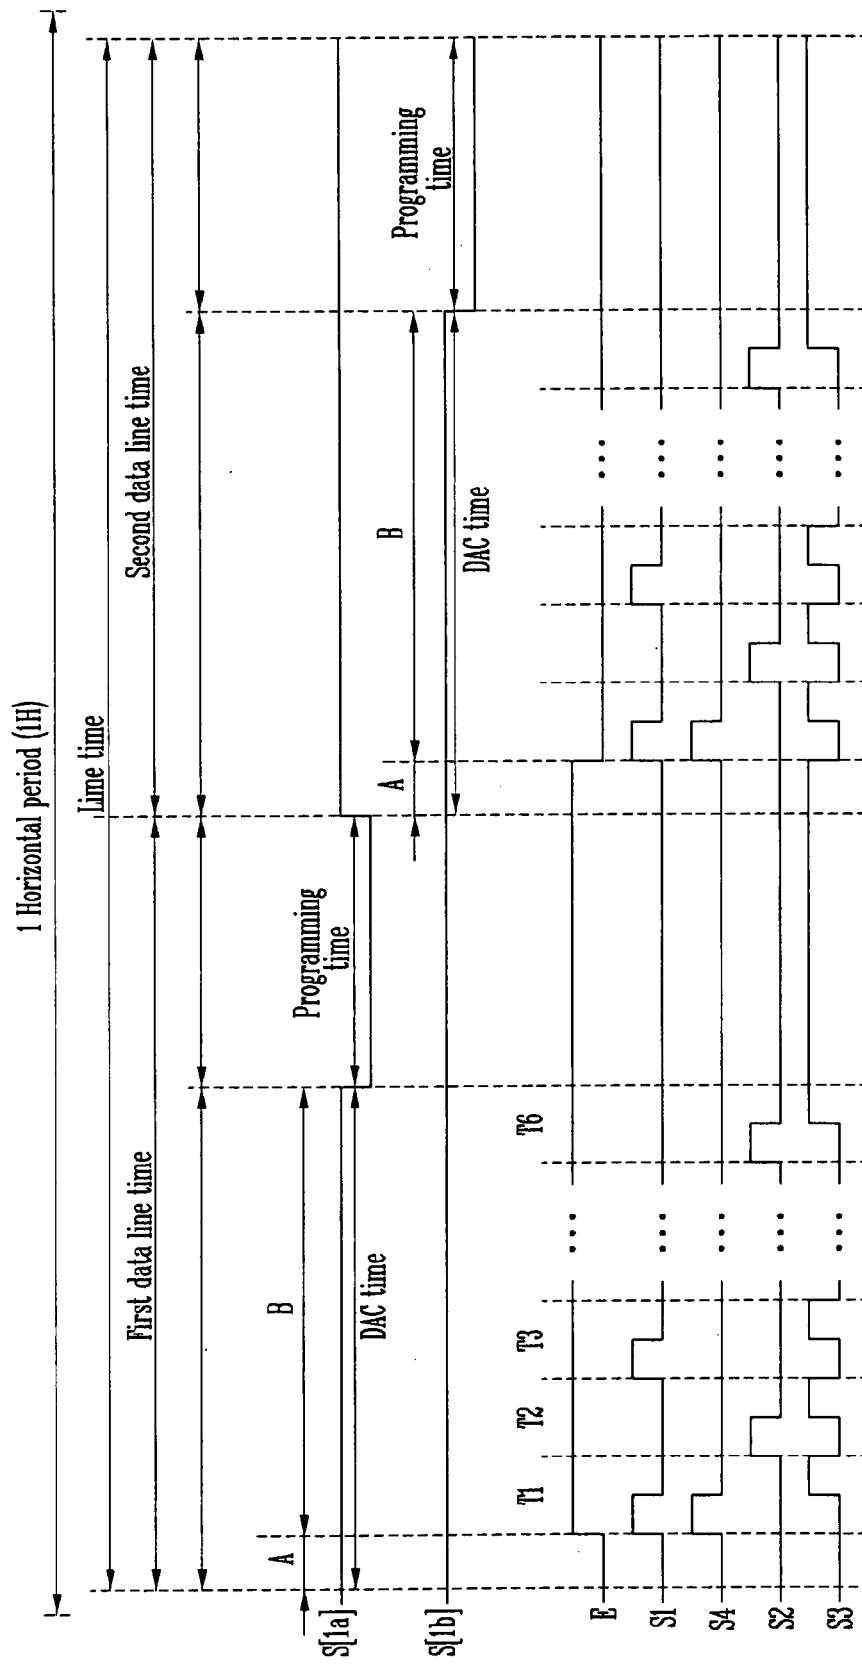 1 Horizontal period (1H)
Lime time
First data line time
Second data line time
A
B
DAC time
Programming
time
A
B
DAC time
Programming
time
S[1a]
S[1b]
T1
T2
T3
T6
E
...
...
S1
...
...
S4
...
...
S2
...
...
S3
...
...